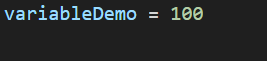 variableDemo = 100